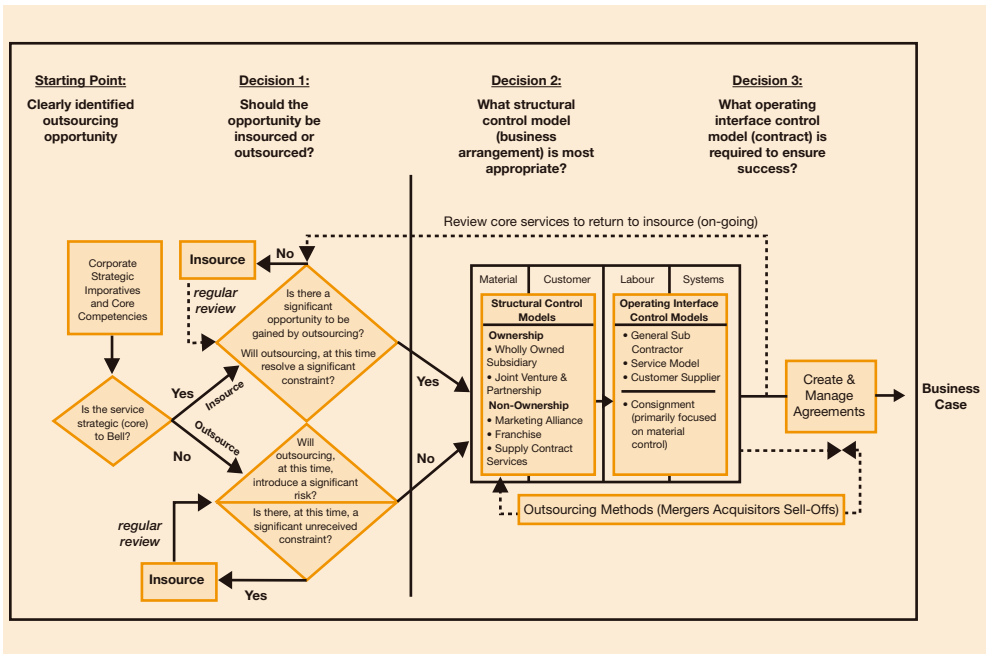 Starting Point:
Clearly identified
outsourcing
opportunity
Decision 1:
Should the
opportunity be
insourced or
outsourced?
Decision 2:
What structural
control model
(business
arrangement) is most
appropriate?
Decision 3:
What operating
interface control
model (contract) is
required to ensure
success?
Review core services to return to insource (on-going)
Corporate
Strategic
Imporatives
and Core
Competencies
Insource
No
regular
review
Is there a
significant
opportunity to be
gained by outsourcing?
Will outsourcing, at this time
resolve a significant
constraint?
Yes
Is the service
strategic (core)
to Bell?
Yes
Insource
Outsource
No
Will
outsourcing,
at this time,
introduce a significant
risk?
Is there, at this time, a
significant unreceived
constraint?
No
regular
review
Insource
Yes
Material
Customer
Labour
Systems
Structural Control
Models
Ownership
• Wholly Owned
Subsidiary
• Joint Venture &
Partnership
Non-Ownership
• Marketing Alliance
• Franchise
• Supply Contract
Services
Operating Interface
Control Models
• General Sub
Contractor
• Service Model
• Customer Supplier
• Consignment
(primarily focused
on material
control)
Create &
Manage
Agreements
Business
Case
Outsourcing Methods (Mergers Acquisitors Sell-Offs)